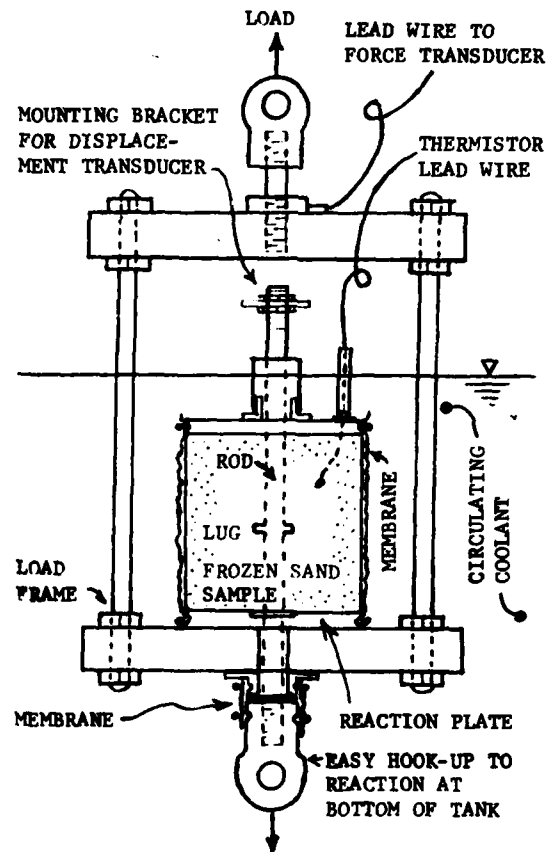 LOAD
LEAD WIRE TO
FORCE TRANSDUCER
MOUNTING BRACKET
FOR DISPLACE-
MENT TRANSDUCER
THERMISTOR
LEAD WIRE
ROD
LUG
FROZEN SAND
SAMPLE
MEMBRANE
CIRCULATING
COOLANT
LOAD
FRAME
MEMBRANE
REACTION PLATE
EASY HOOK-UP TO
REACTION AT
BOTTOM OF TANK